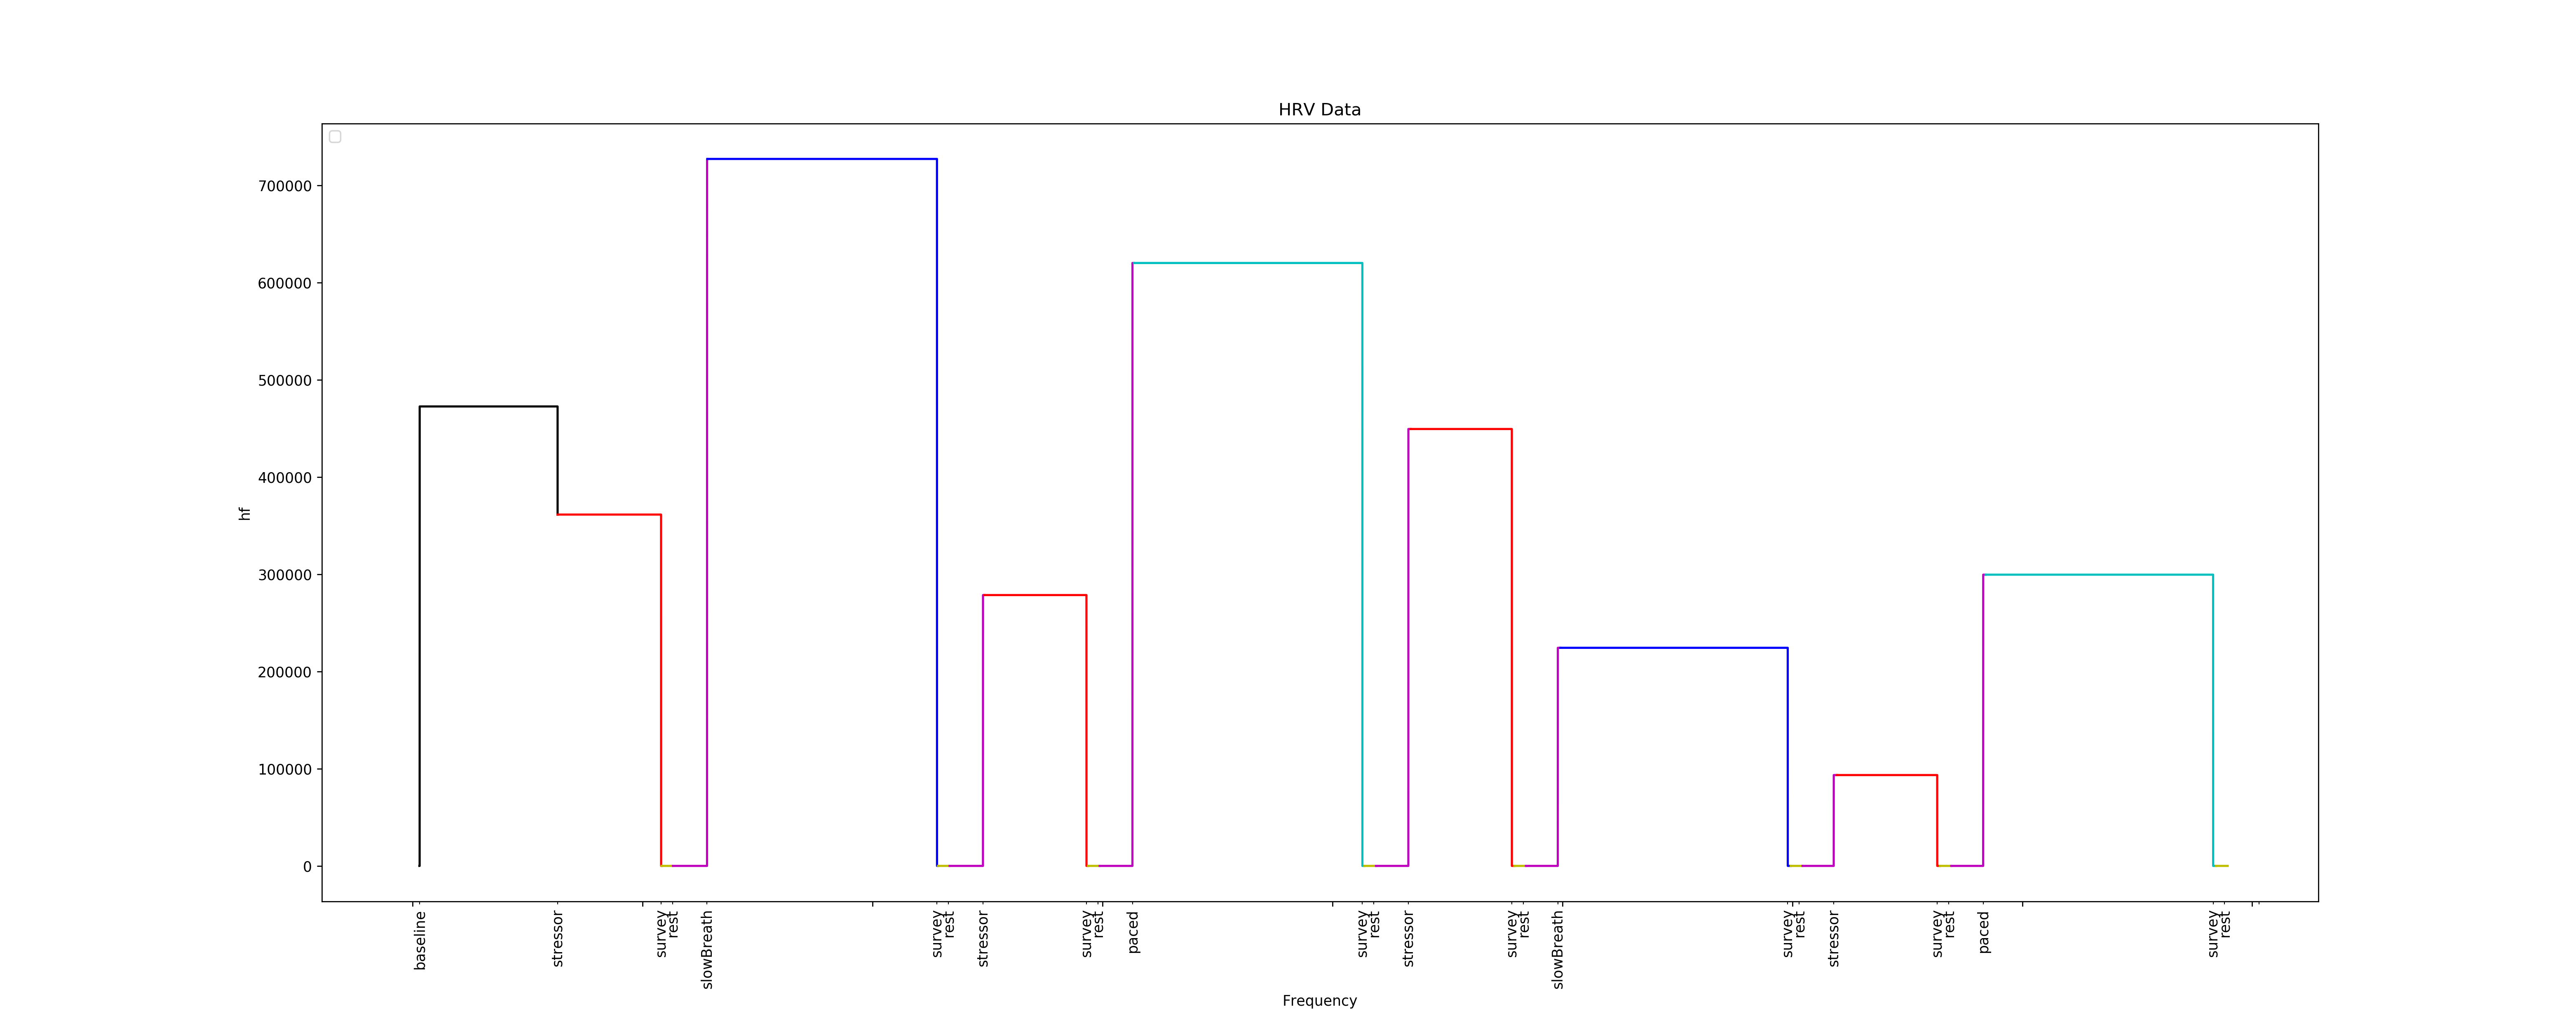 HRV Data
700000
600000
500000
400000
300000
200000
100000
0
hf
baseline
stressor
survey
rest
slowBreath
survey
rest
stressor
survey
rest
paced
survey
rest
stressor
survey
rest
slowBreath
survey
rest
stressor
survey
rest
paced
survey
rest
Frequency